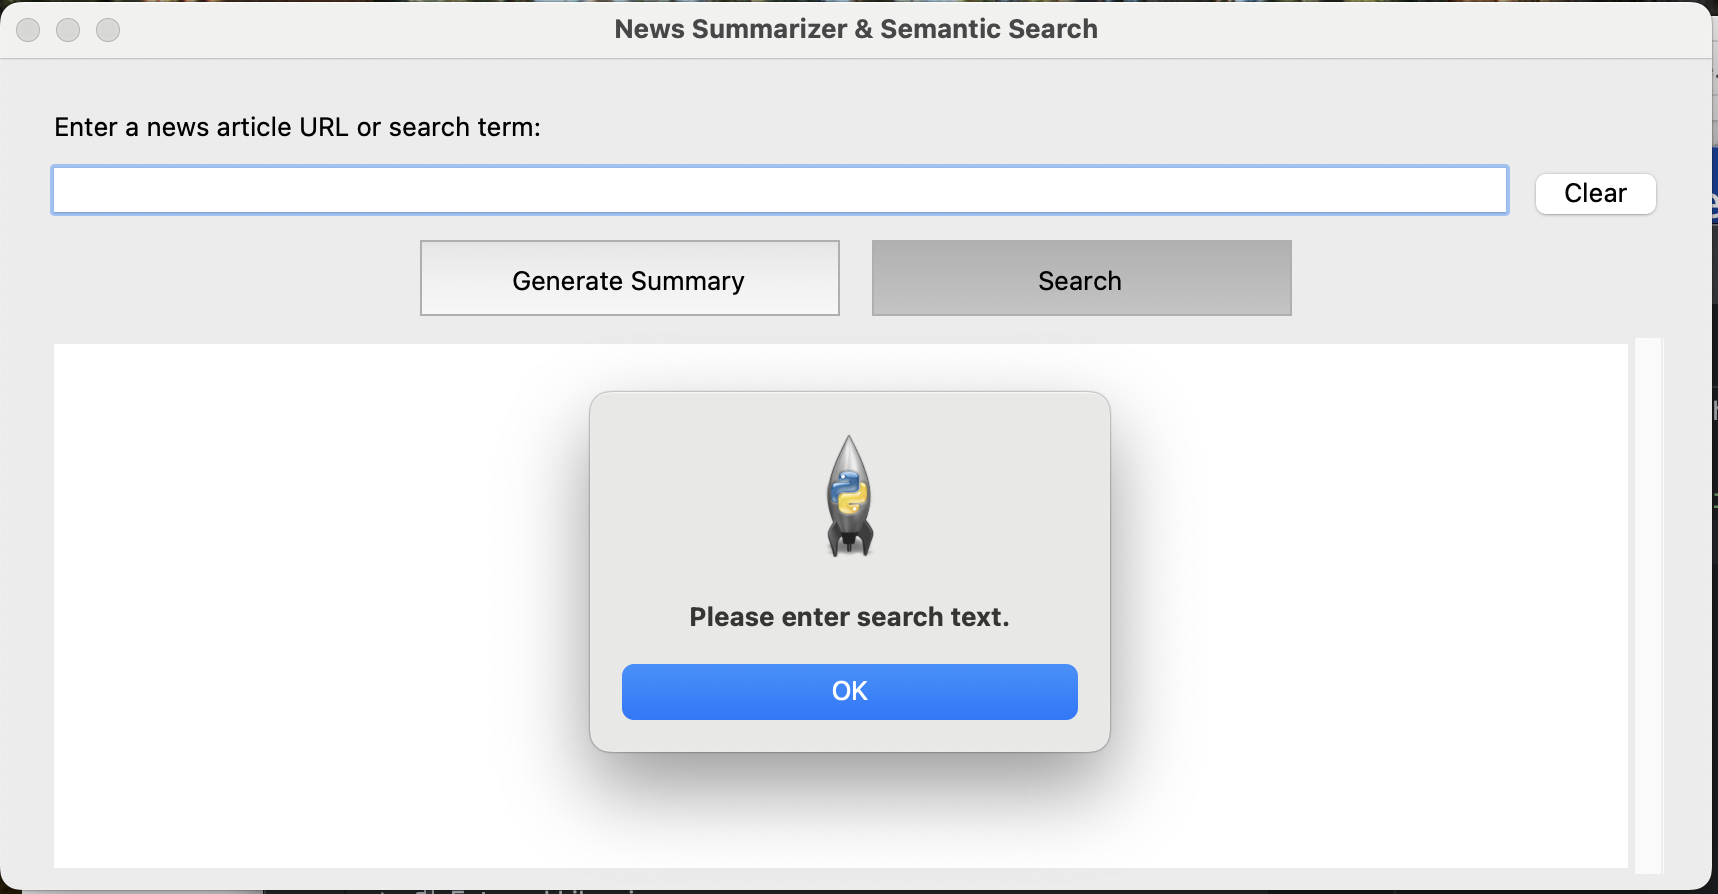 News Summarizer & Semantic Search
Enter a news article URL or search term:
Clear
Generate Summary
Search
Please enter search text.
OK